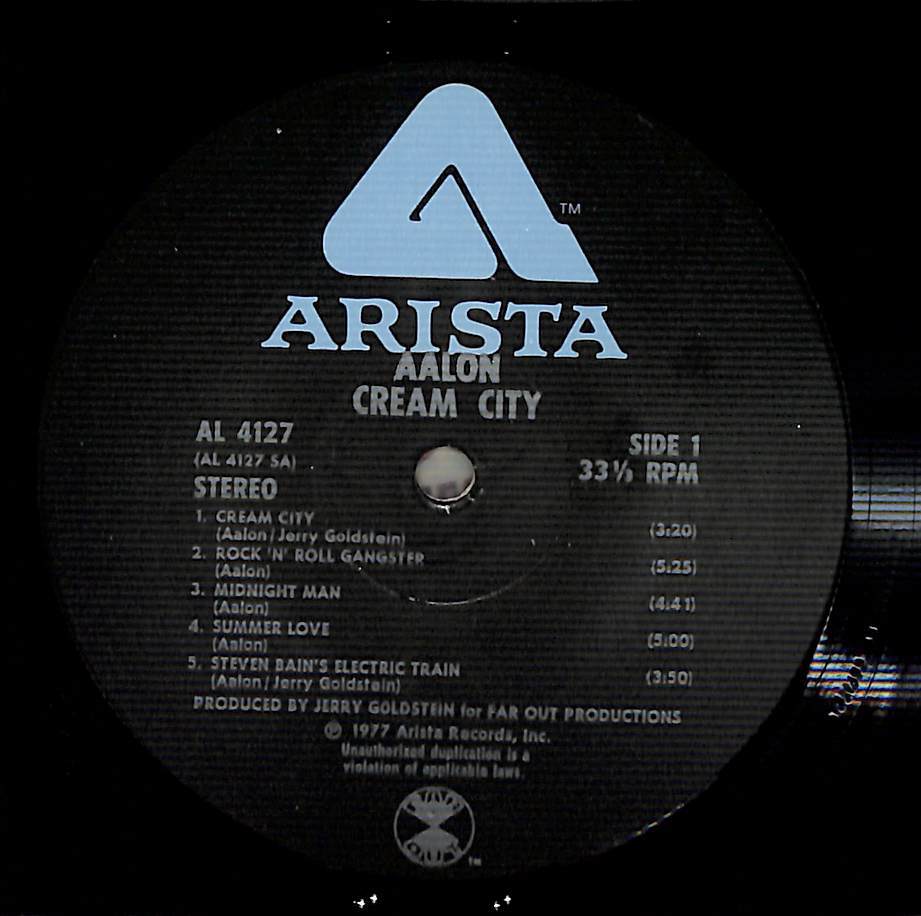 TM
ARISTA
AALON
CREAM CITY
AL 4127
(AL 4127 SA)
STEREO
SIDE 1
33⅓ RPM
1. CREAM CITY (3:20)
(Aalon/Jerry Goldstein)
2. ROCK 'N' ROLL GANGSTER (5:25)
(Aalon)
3. MIDNIGHT MAN (4:41)
(Aalon)
4. SUMMER LOVE (5:00)
(Aalon)
5. STEVEN BAIN'S ELECTRIC TRAIN (3:50)
(Aalon/Jerry Goldstein)
PRODUCED BY JERRY GOLDSTEIN for FAR OUT PRODUCTIONS
℗ 1977 Arista Records, Inc.
Unauthorized duplication is a
violation of applicable laws.
OUT
TM